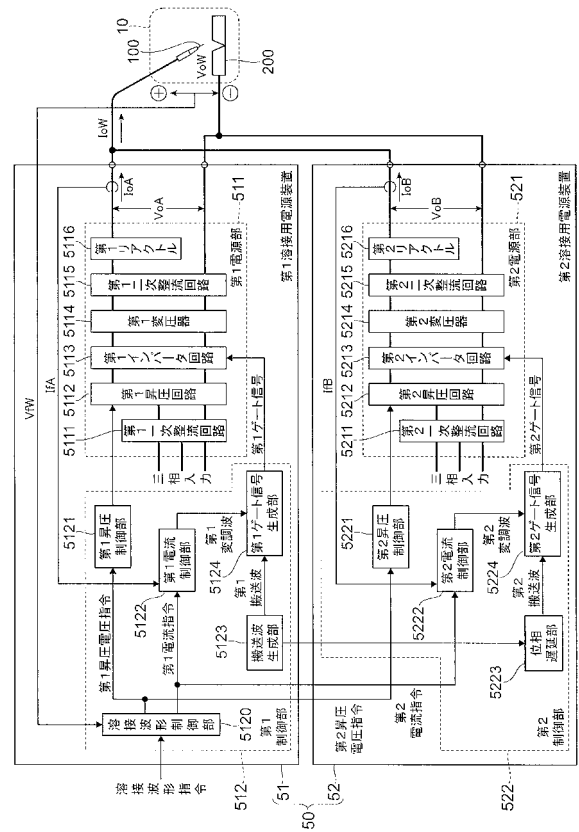 10
100
200
VoW
IoW
VfW
IfA
IoA
VoA
第1溶接用電源装置
第1電源部
511
5111
第1一次整流回路
5112
第1昇圧回路
5113
第1インバータ回路
5114
第1変圧器
5115
第1二次整流回路
5116
第1リアクトル
三相入力
第1ゲート信号
5121
第1昇圧制御部
5122
第1電流制御部
第1変調波
5124
第1ゲート信号生成部
第1搬送波
5123
搬送波生成部
第1昇圧電圧指令
第1電流指令
溶接波形制御部
5120
第1制御部
溶接波形指令
512
51
50
52
522
IfB
IoB
VoB
第2溶接用電源装置
第2電源部
521
5211
第2一次整流回路
5212
第2昇圧回路
5213
第2インバータ回路
5214
第2変圧器
5215
第2二次整流回路
5216
第2リアクトル
三相入力
第2ゲート信号
5221
第2昇圧制御部
5222
第2電流制御部
第2変調波
5224
第2ゲート信号生成部
第2搬送波
5223
位相遅延部
第2昇圧電圧指令
第2電流指令
第2制御部